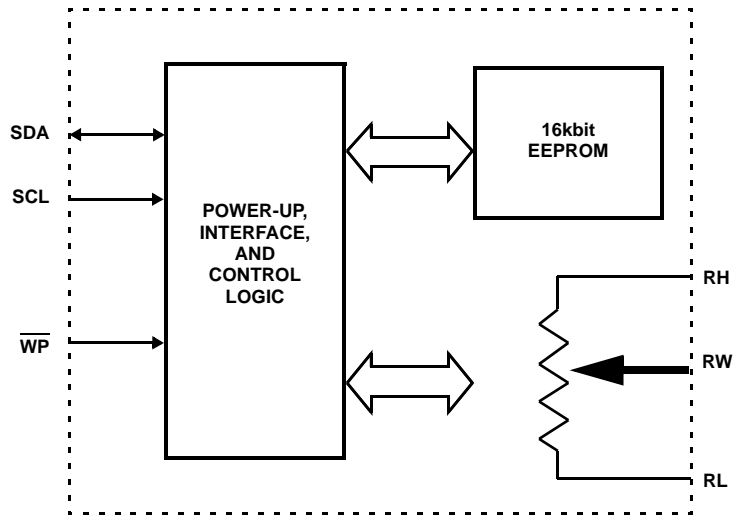 SDA
SCL
WP
POWER-UP,
INTERFACE,
AND
CONTROL
LOGIC
16kbit
EEPROM
RH
RW
RL